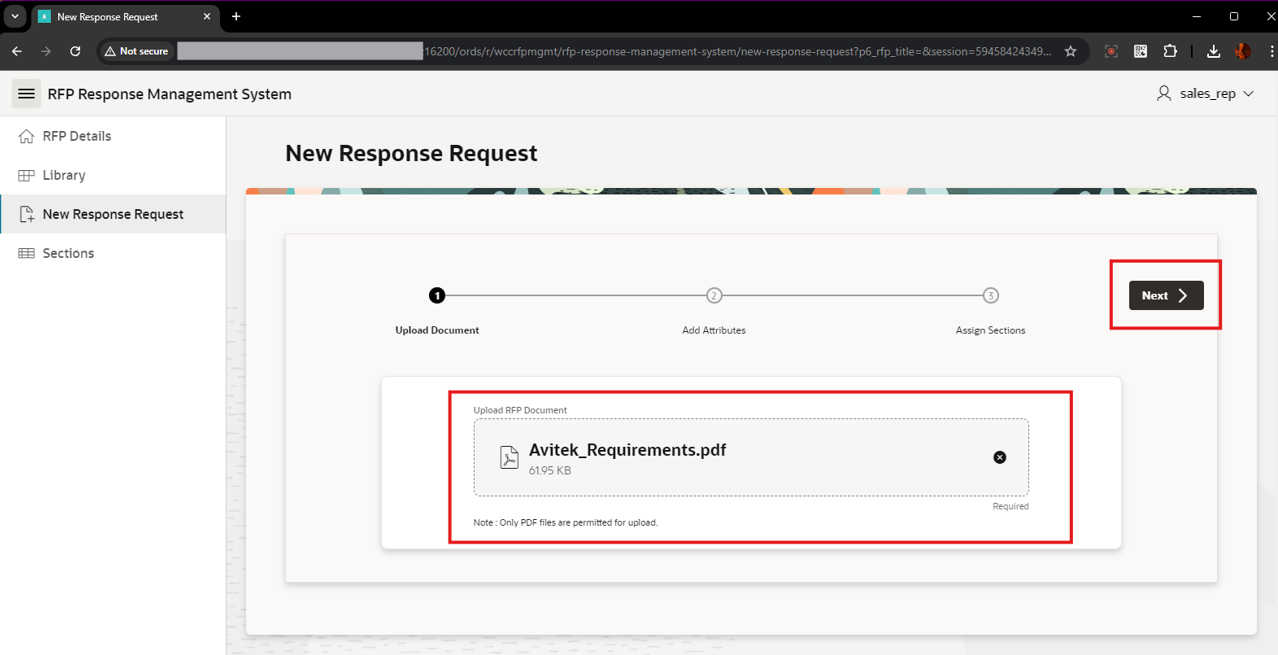 New Response Request
Not secure
:16200/ords/r/wccrfpmgmt/rfp-response-management-system/new-response-request?p6_rfp_title=&session=59458424349...
RFP Response Management System
sales_rep
RFP Details
Library
New Response Request
Sections
New Response Request
1
2
3
Next
Upload Document
Add Attributes
Assign Sections
Upload RFP Document
Avitek_Requirements.pdf
61.95 KB
Required
Note : Only PDF files are permitted for upload.